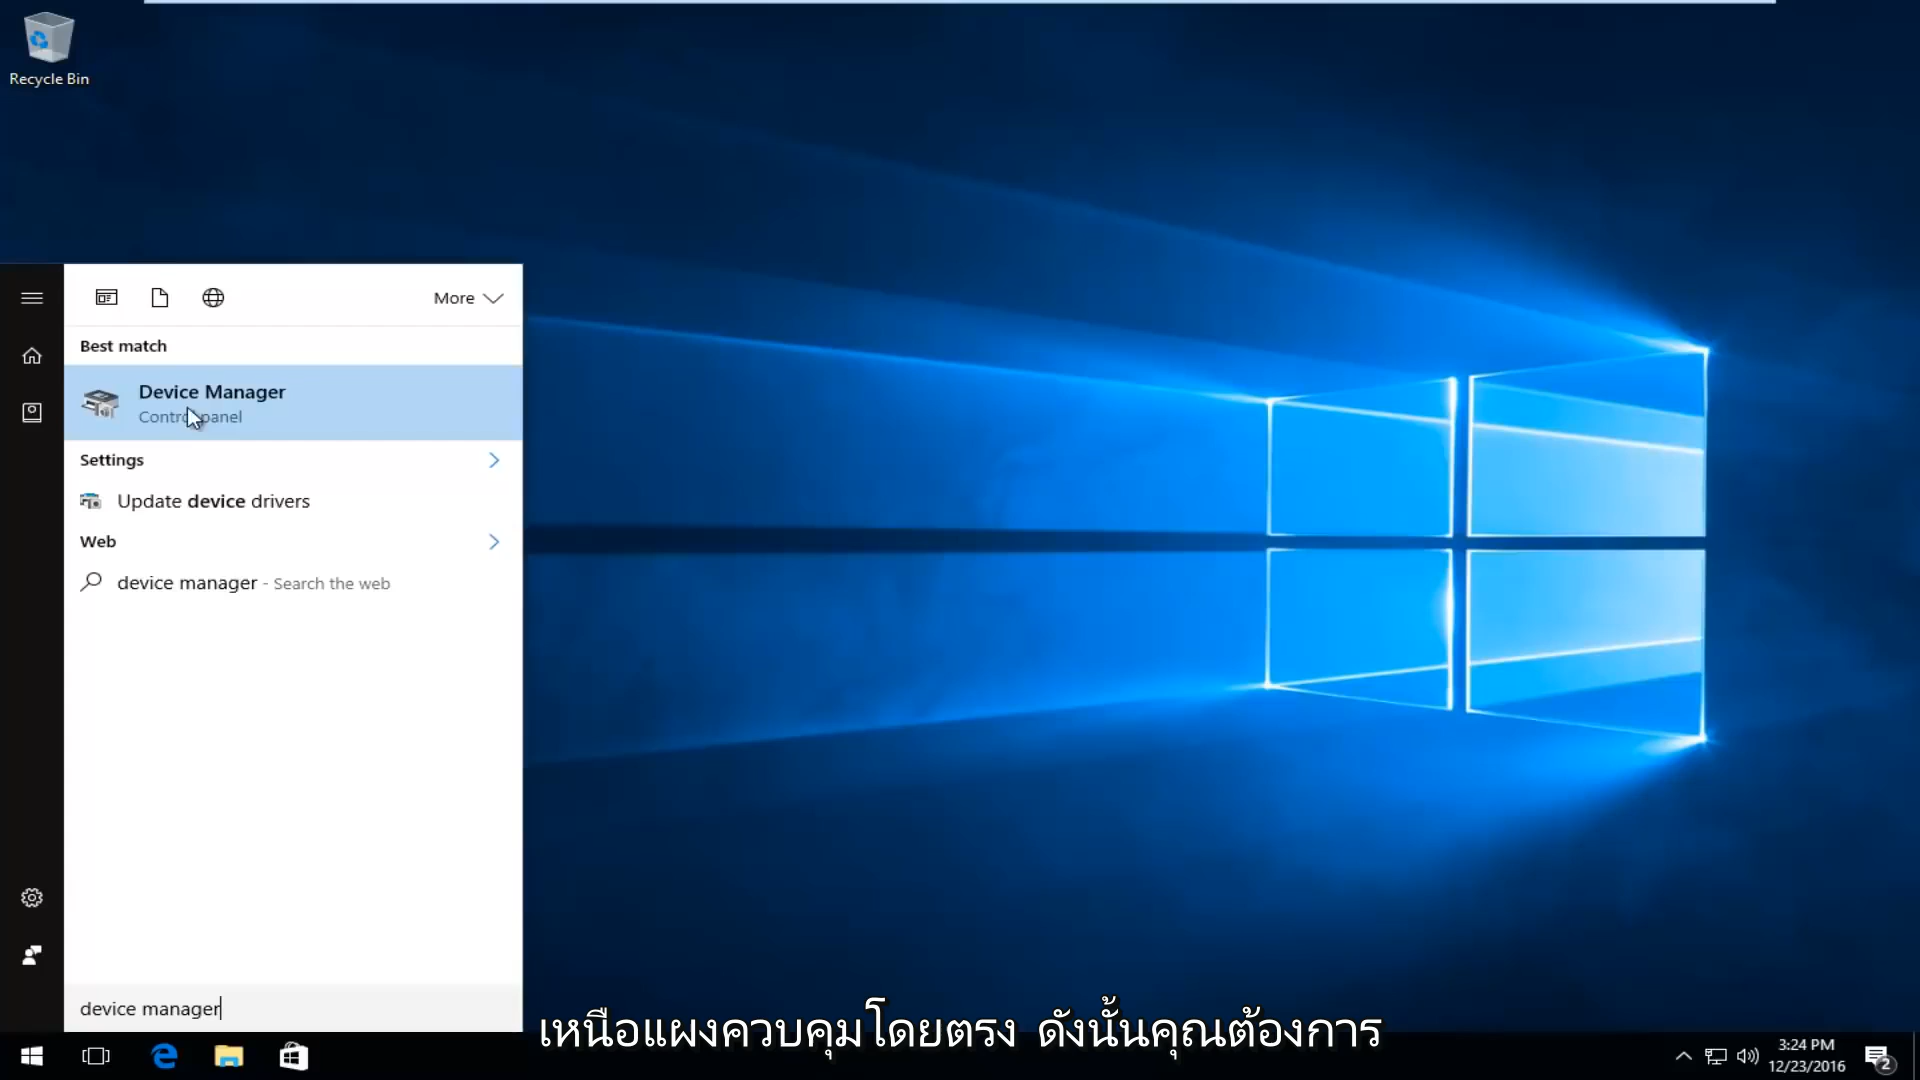 Recycle Bin
More
Best match
Device Manager
Control panel
Settings
Update device drivers
Web
device manager - Search the web
device manager
เหนือแผงควบคุมโดยตรง ดังนั้นคุณต้องการ
3:24 PM
12/23/2016
2